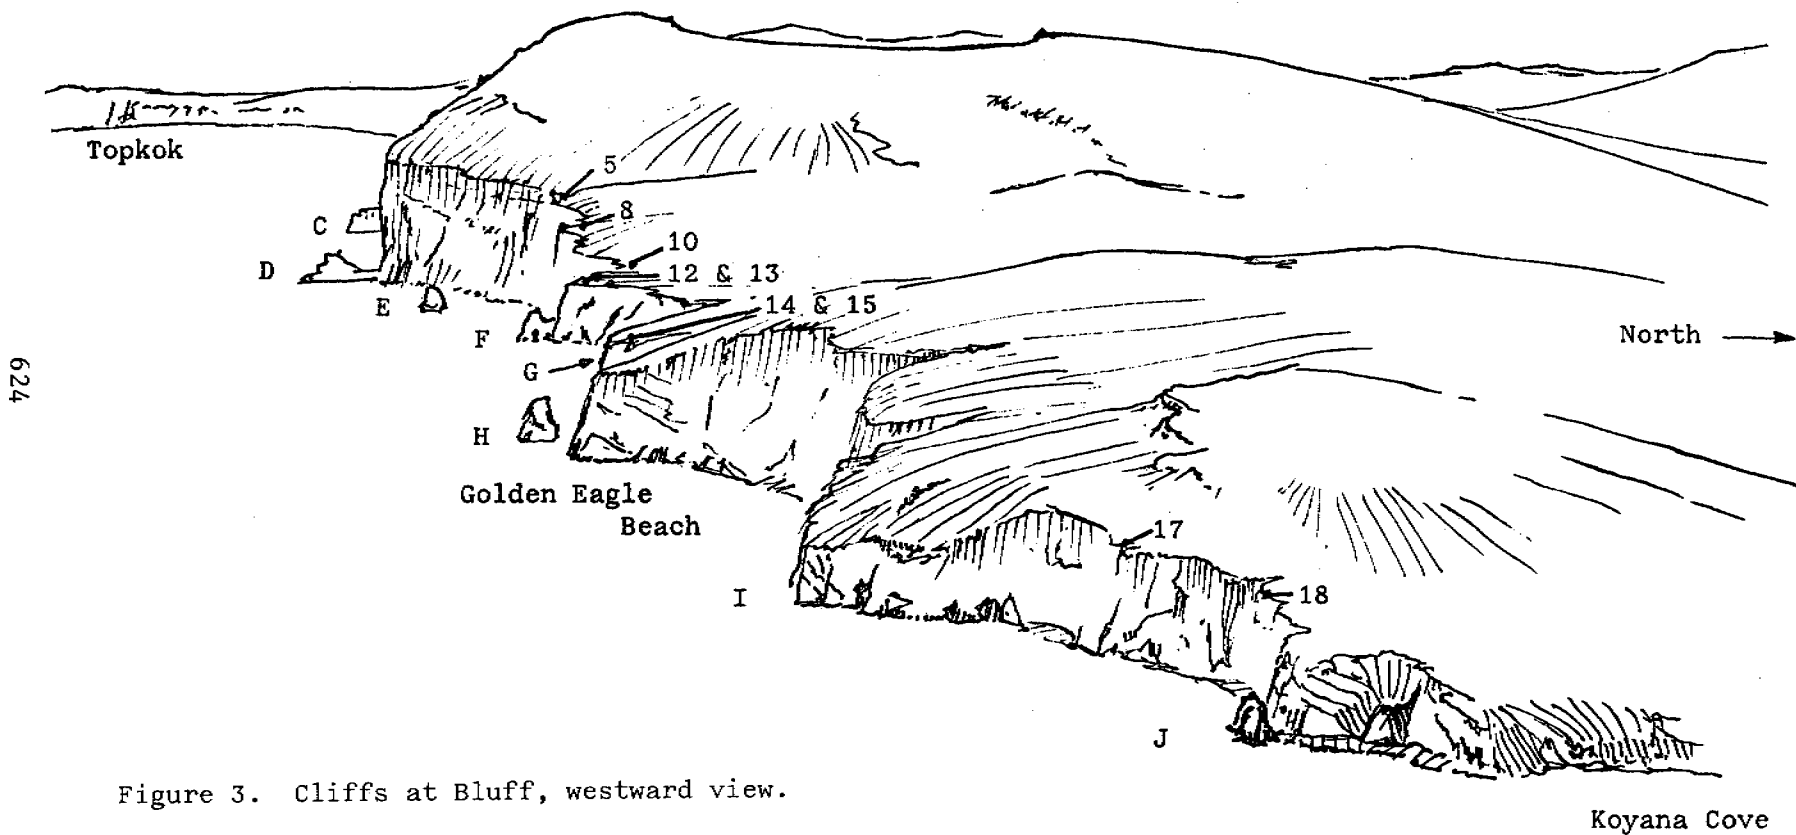 Topkok
5
C
8
D
10
12 & 13
E
14 & 15
F
North
G
624
H
Golden Eagle
Beach
17
I
18
J
Figure 3. Cliffs at Bluff, westward view.
Koyana Cove